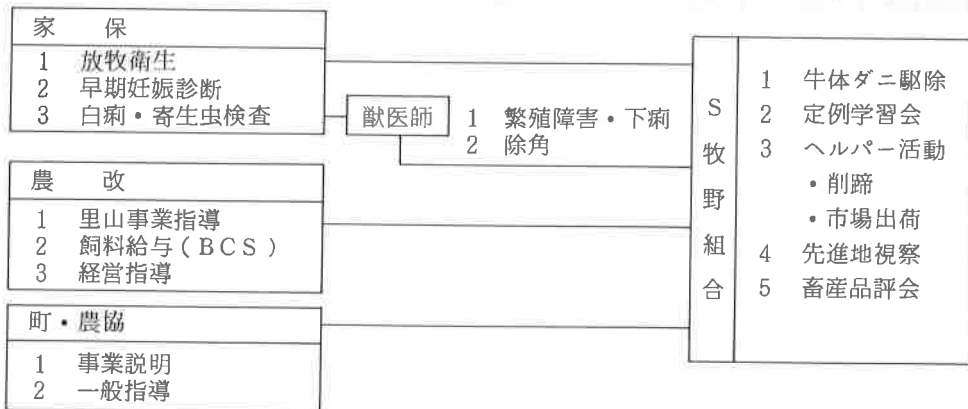 家 保
1 放牧衛生
2 早期妊娠診断
3 白痢・寄生虫検査
獣医師
1 繁殖障害・下痢
2 除角
農 改
1 里山事業指導
2 飼料給与(BCS)
3 経営指導
町・農協
1 事業説明
2 一般指導
S牧野組合
1 牛体ダニ駆除
2 定例学習会
3 ヘルパー活動
・削蹄
・市場出荷
4 先進地視察
5 畜産品評会